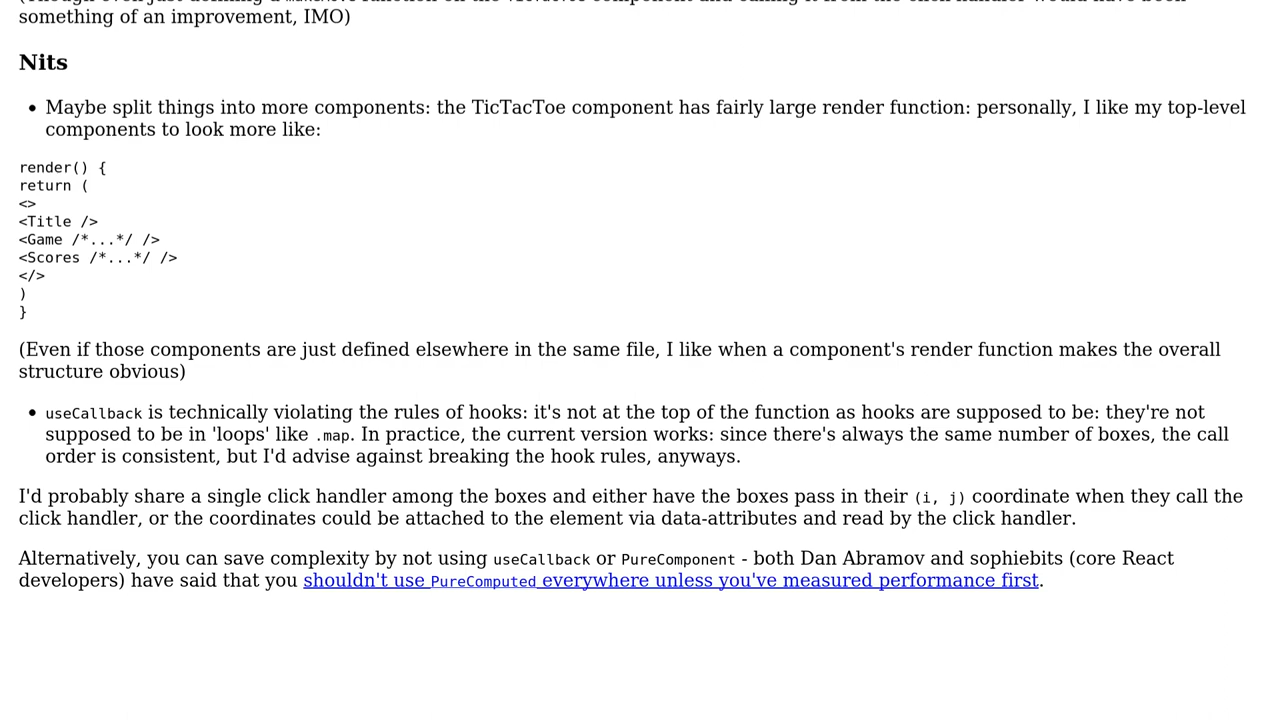 something of an improvement, IMO)
Nits
• Maybe split things into more components: the TicTacToe component has fairly large render function: personally, I like my top-level
components to look more like:
render() {
return (
<>
<Title />
<Game /*...*/ />
<Scores /*...*/ />
</>
)
}
(Even if those components are just defined elsewhere in the same file, I like when a component's render function makes the overall
structure obvious)
• useCallback is technically violating the rules of hooks: it's not at the top of the function as hooks are supposed to be: they're not
supposed to be in 'loops' like .map. In practice, the current version works: since there's always the same number of boxes, the call
order is consistent, but I'd advise against breaking the hook rules, anyways.
I'd probably share a single click handler among the boxes and either have the boxes pass in their (i, j) coordinate when they call the
click handler, or the coordinates could be attached to the element via data-attributes and read by the click handler.
Alternatively, you can save complexity by not using useCallback or PureComponent - both Dan Abramov and sophiebits (core React
developers) have said that you shouldn't use PureComputed everywhere unless you've measured performance first.